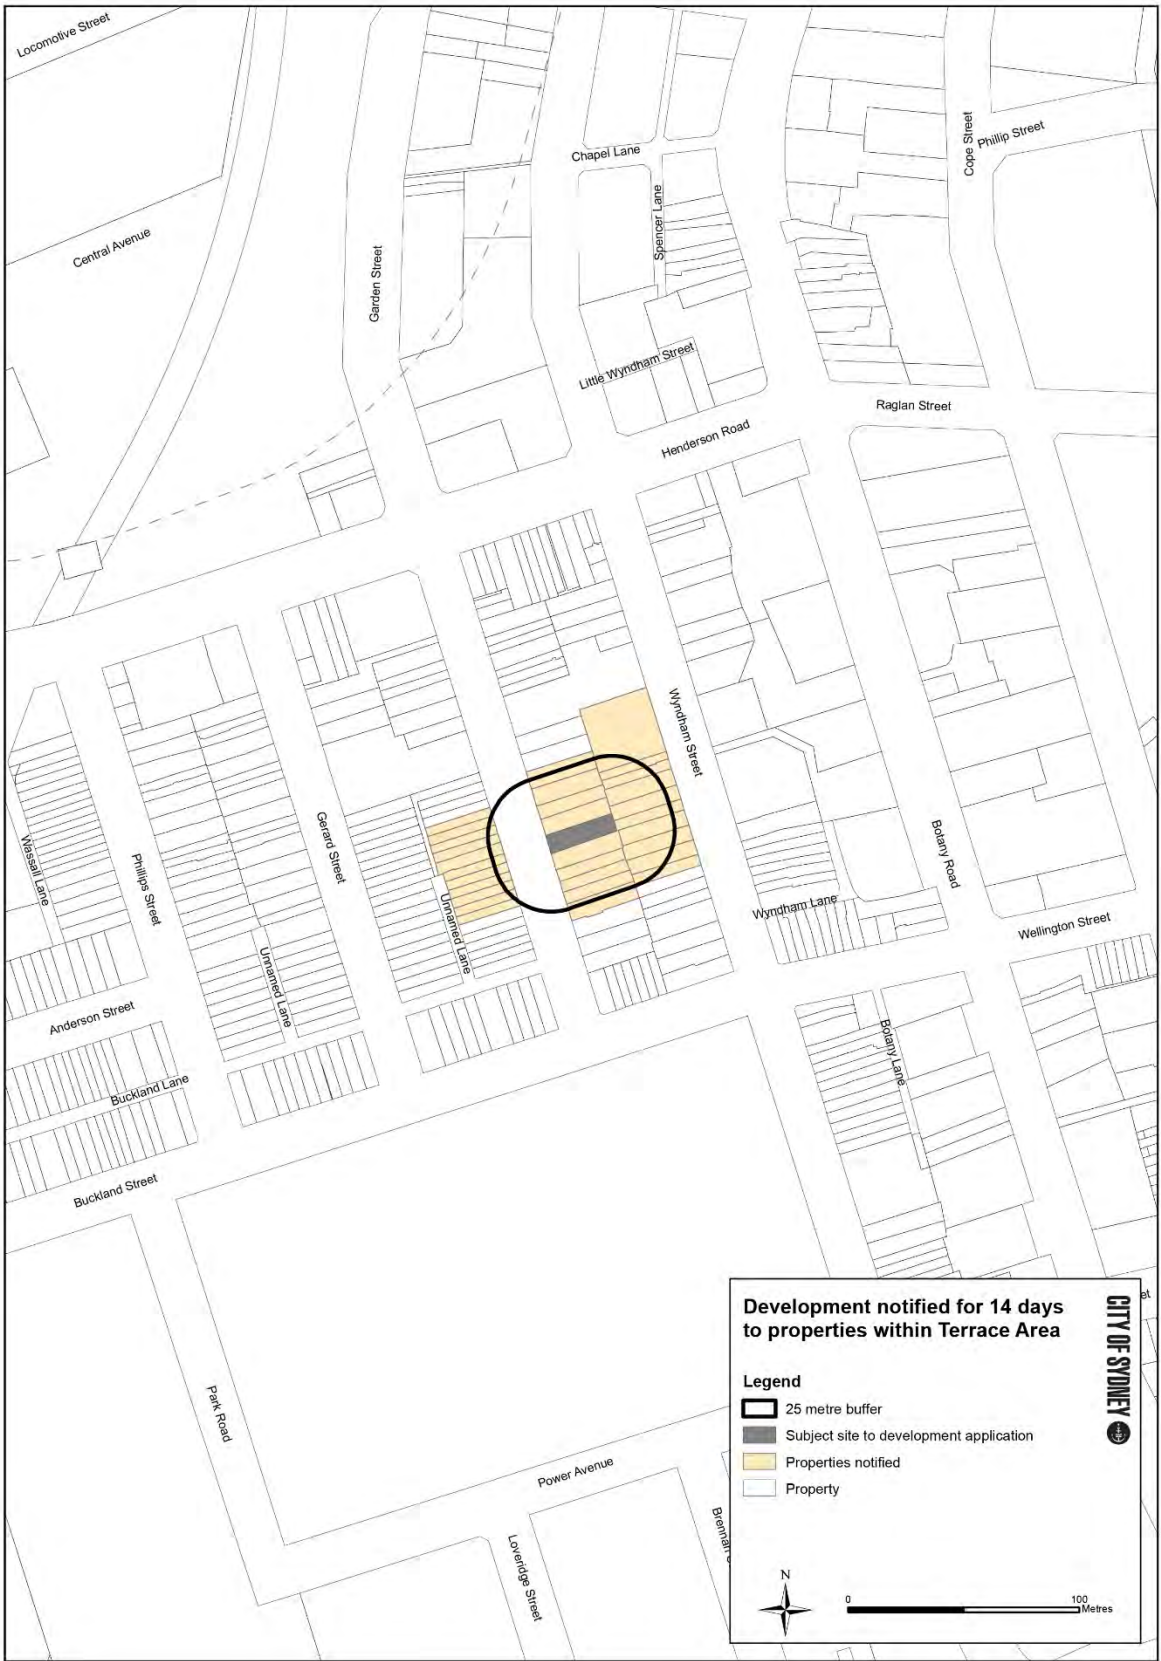 Locomotive Street
Central Avenue
Garden Street
Chapel Lane
Spencer Lane
Cope Street
Phillip Street
Little Wyndham Street
Henderson Road
Raglan Street
Wyndham Street
Wassall Lane
Phillips Street
Gerard Street
Unnamed Lane
Unnamed Lane
Wyndham Lane
Botany Road
Wellington Street
Anderson Street
Buckland Lane
Botany Lane
Buckland Street
Park Road
Power Avenue
Loveridge Street
Brennan S
et
Development notified for 14 days
to properties within Terrace Area
CITY OF SYDNEY
Legend
25 metre buffer
Subject site to development application
Properties notified
Property
N
0
100
Metres